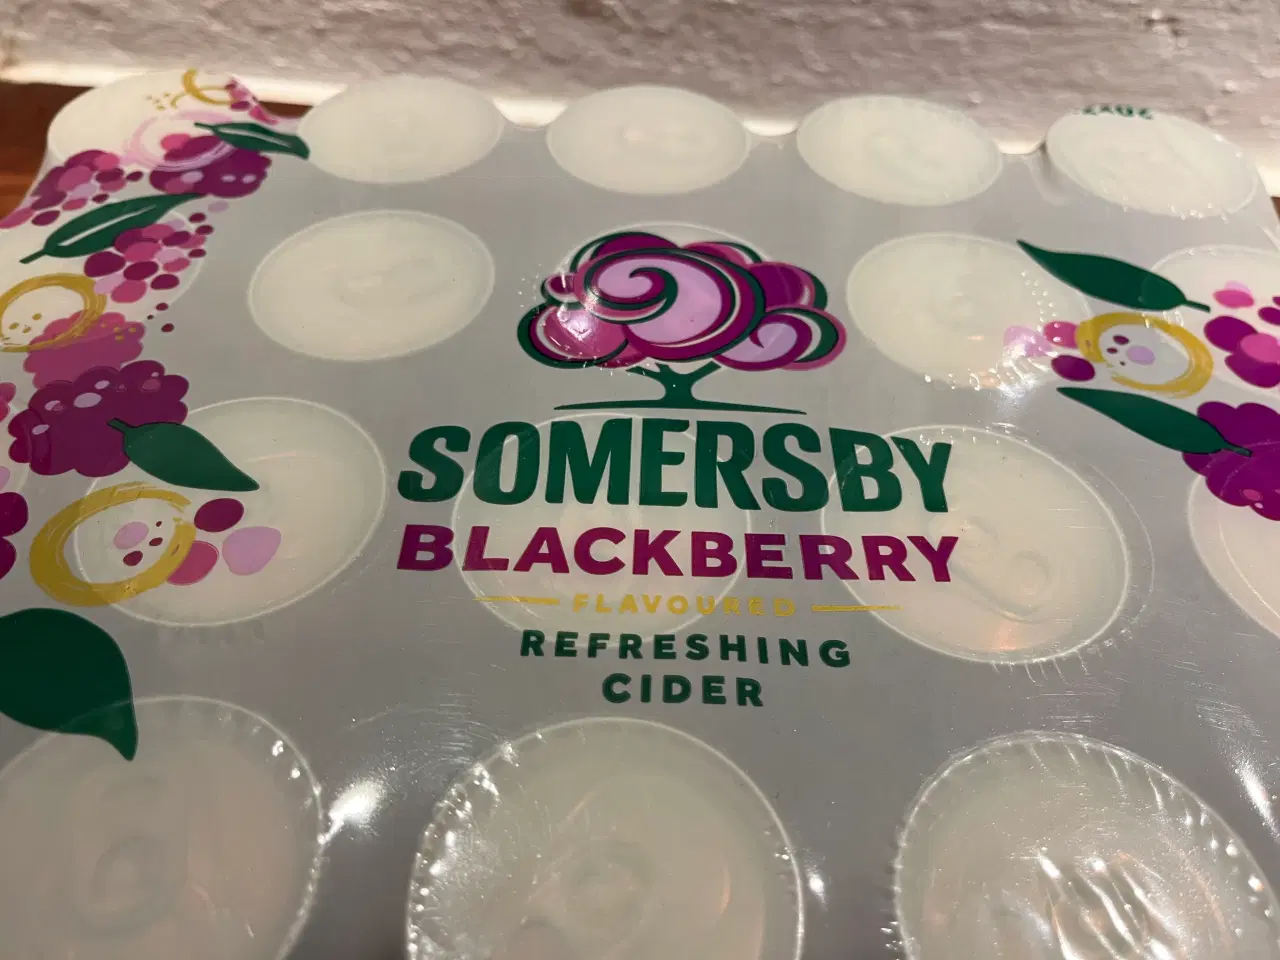 SOMERSBY
BLACKBERRY
FLAVOURED
REFRESHING
CIDER